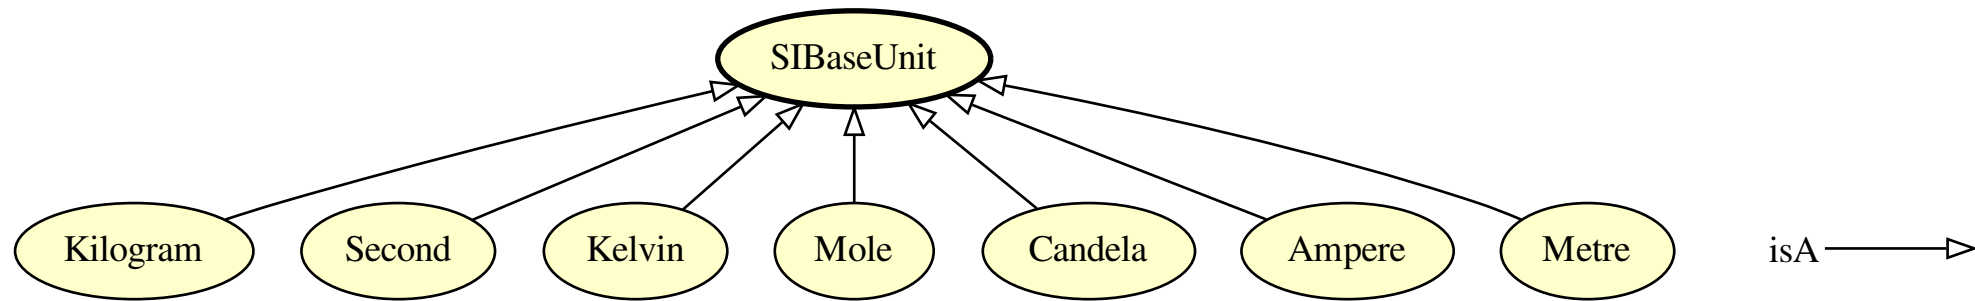 SIBaseUnit
Kilogram
Second
Kelvin
Mole
Candela
Ampere
Metre
isA